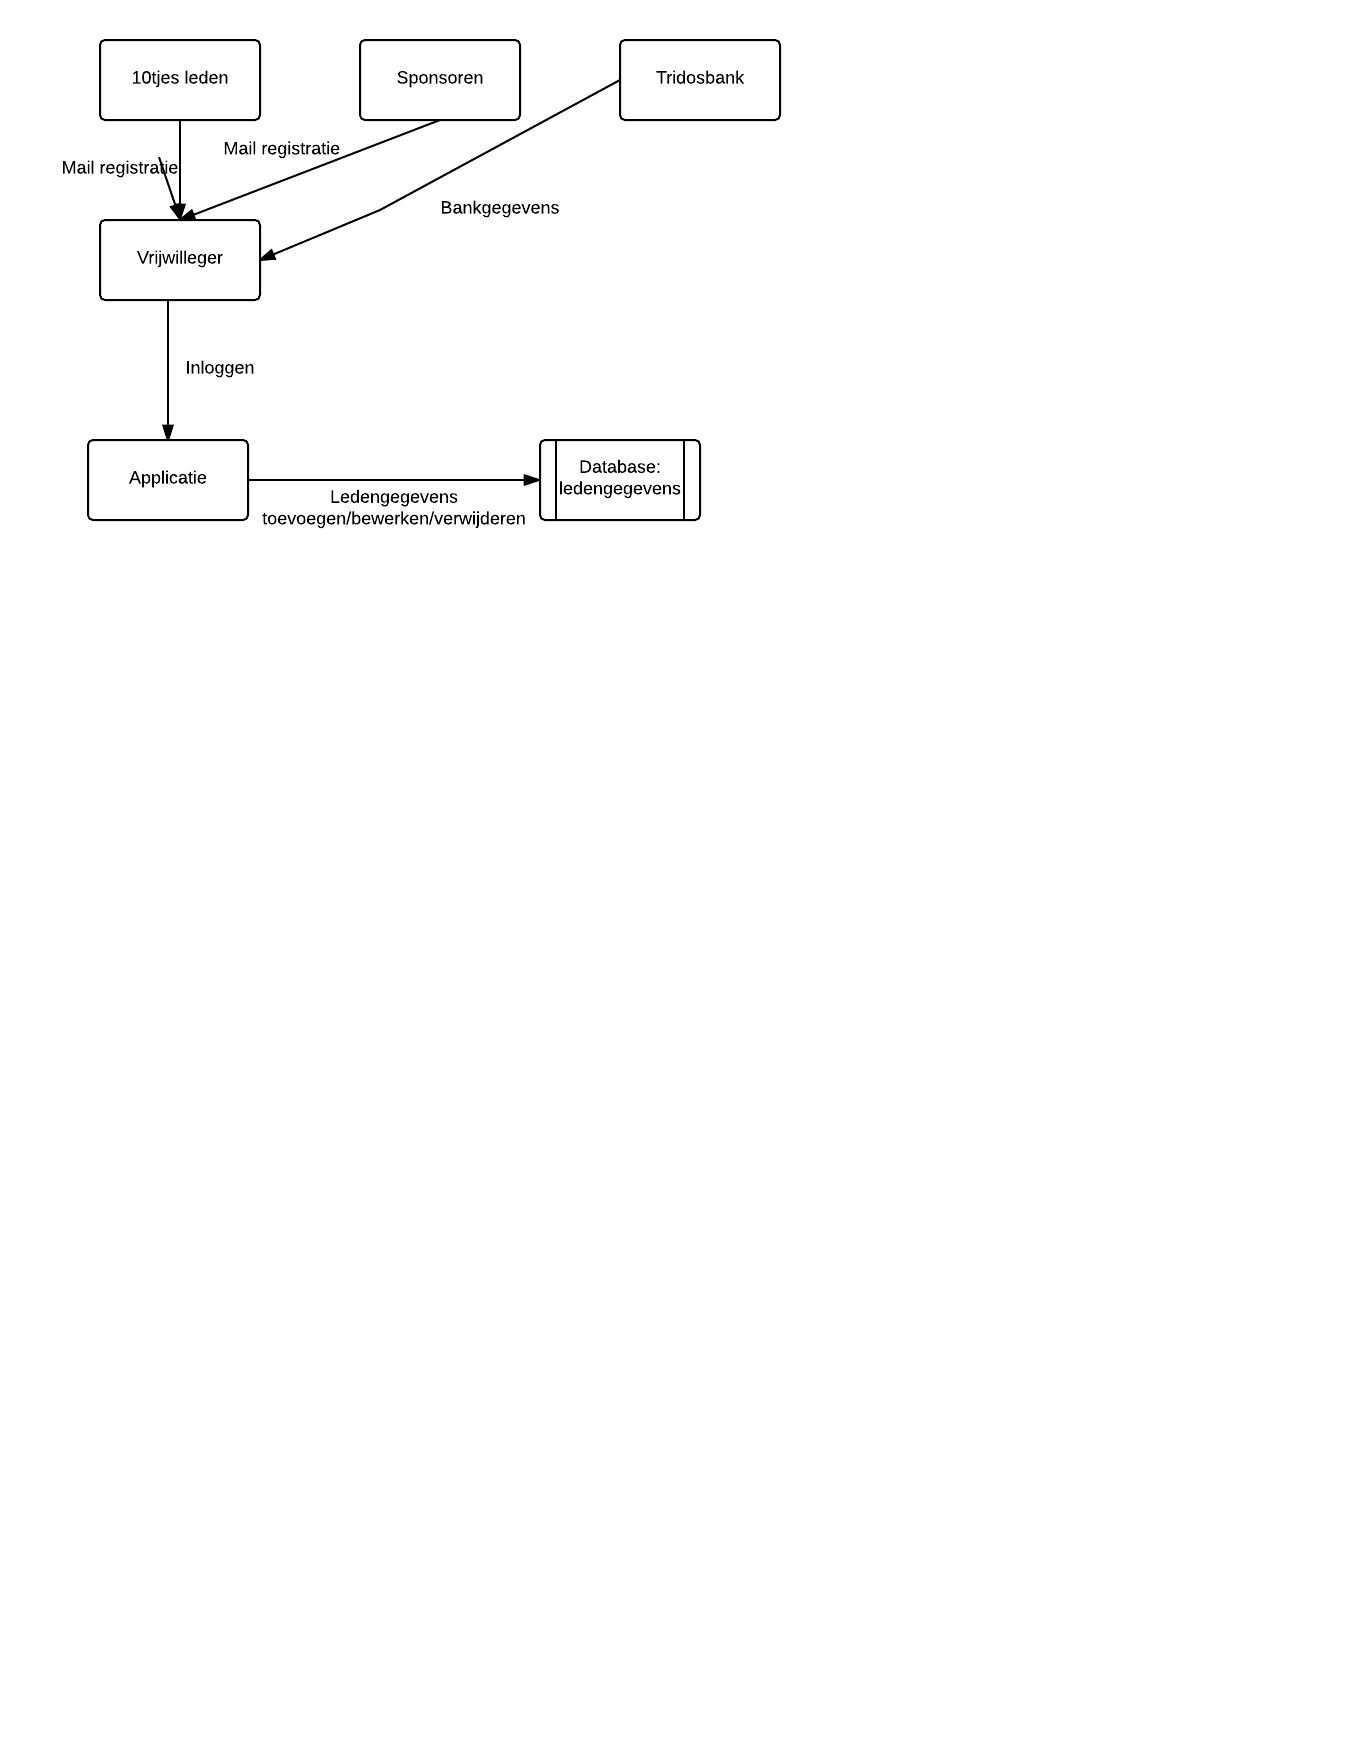 10tjes leden
Sponsoren
Tridosbank
Mail registratie
Mail registratie
Bankgegevens
Vrijwilleger
Inloggen
Applicatie
Ledengegevens
toevoegen/bewerken/verwijderen
Database:
ledengegevens